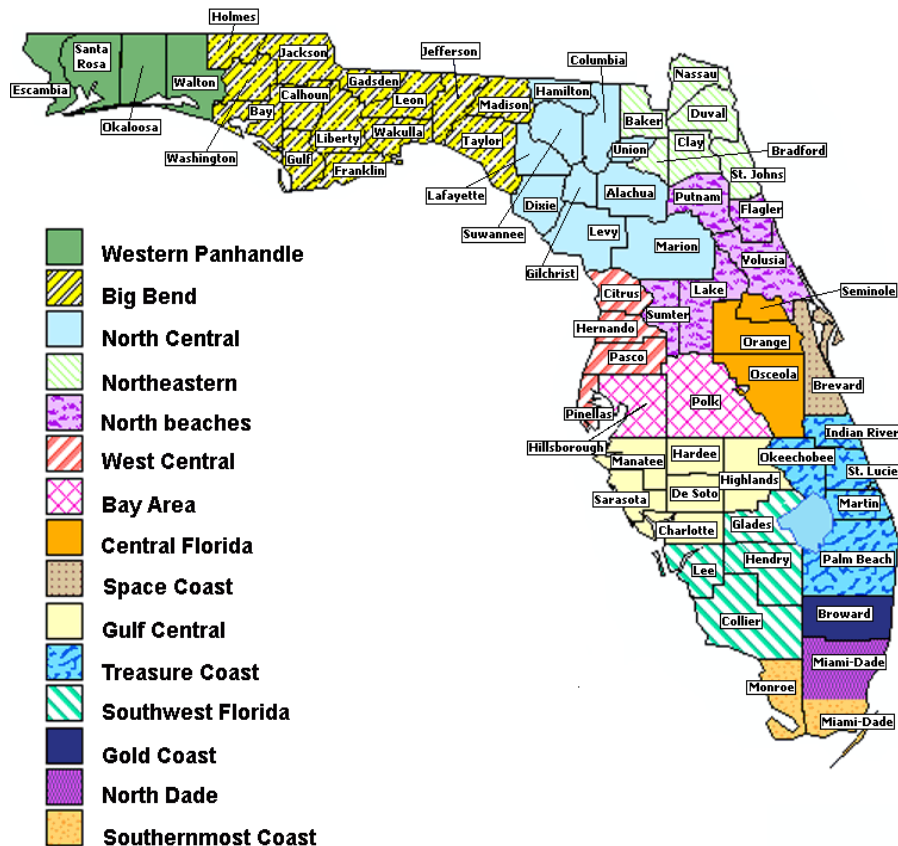 Holmes
Jefferson
Columbia
Santa
Rosa
Jackson
Nassau
Escambia
Walton
Gadsden
Hamilton
Okaloosa
Calhoun
Leon
Madison
Bay
Baker
Duval
Washington
Liberty
Wakulla
Taylor
Union
Clay
Bradford
Gulf
Franklin
St. Johns
Lafayette
Alachua
Putnam
Dixie
Flagler
Suwannee
Levy
Marion
Gilchrist
Volusia
Western Panhandle
Citrus
Lake
Seminole
Big Bend
Sumter
Hernando
North Central
Orange
Pasco
Osceola
Northeastern
Brevard
Polk
North beaches
Pinellas
Indian River
Hillsborough
West Central
Manatee
Hardee
Okeechobee
St. Lucie
Highlands
Bay Area
Sarasota
De Soto
Martin
Charlotte
Glades
Central Florida
Palm Beach
Lee
Hendry
Space Coast
Broward
Collier
Gulf Central
Miami-Dade
Treasure Coast
Monroe
Southwest Florida
Miami-Dade
Gold Coast
North Dade
Southernmost Coast